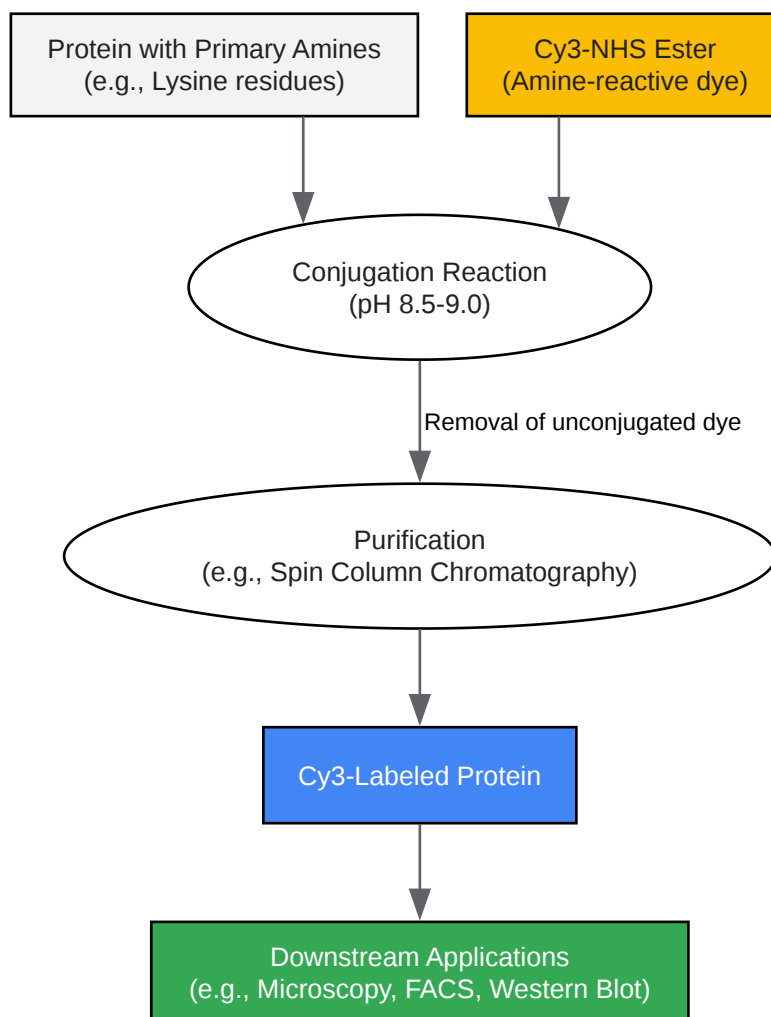 Protein with Primary Amines
(e.g., Lysine residues)
Cy3-NHS Ester
(Amine-reactive dye)
Conjugation Reaction
(pH 8.5-9.0)
Removal of unconjugated dye
Purification
(e.g., Spin Column Chromatography)
Cy3-Labeled Protein
Downstream Applications
(e.g., Microscopy, FACS, Western Blot)